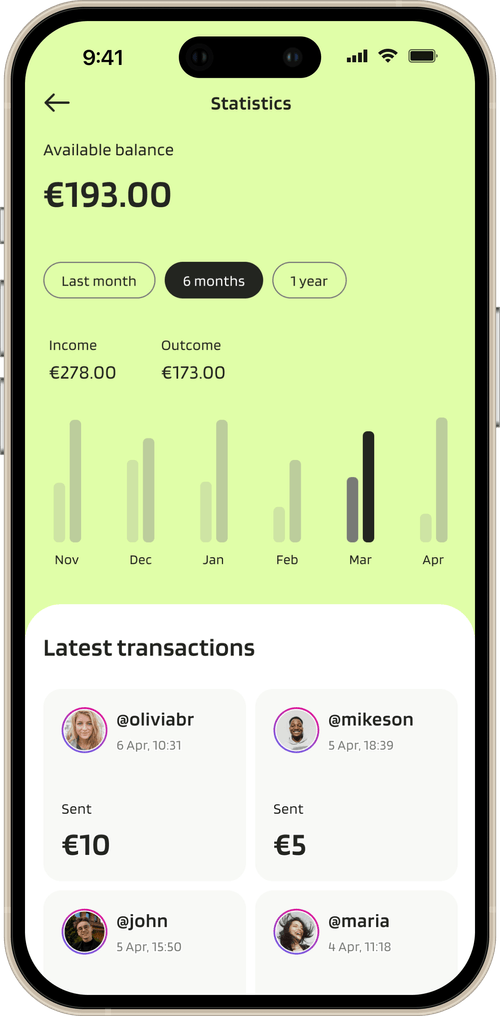 9:41
Statistics
Available balance
€193.00
Last month 6 months 1 year
Income Outcome
€278.00 €173.00
Nov Dec Jan Feb Mar Apr
Latest transactions
@oliviabr
6 Apr, 10:31
Sent
€10
@mikeson
5 Apr, 18:39
Sent
€5
@john
5 Apr, 15:50
@maria
4 Apr, 11:18